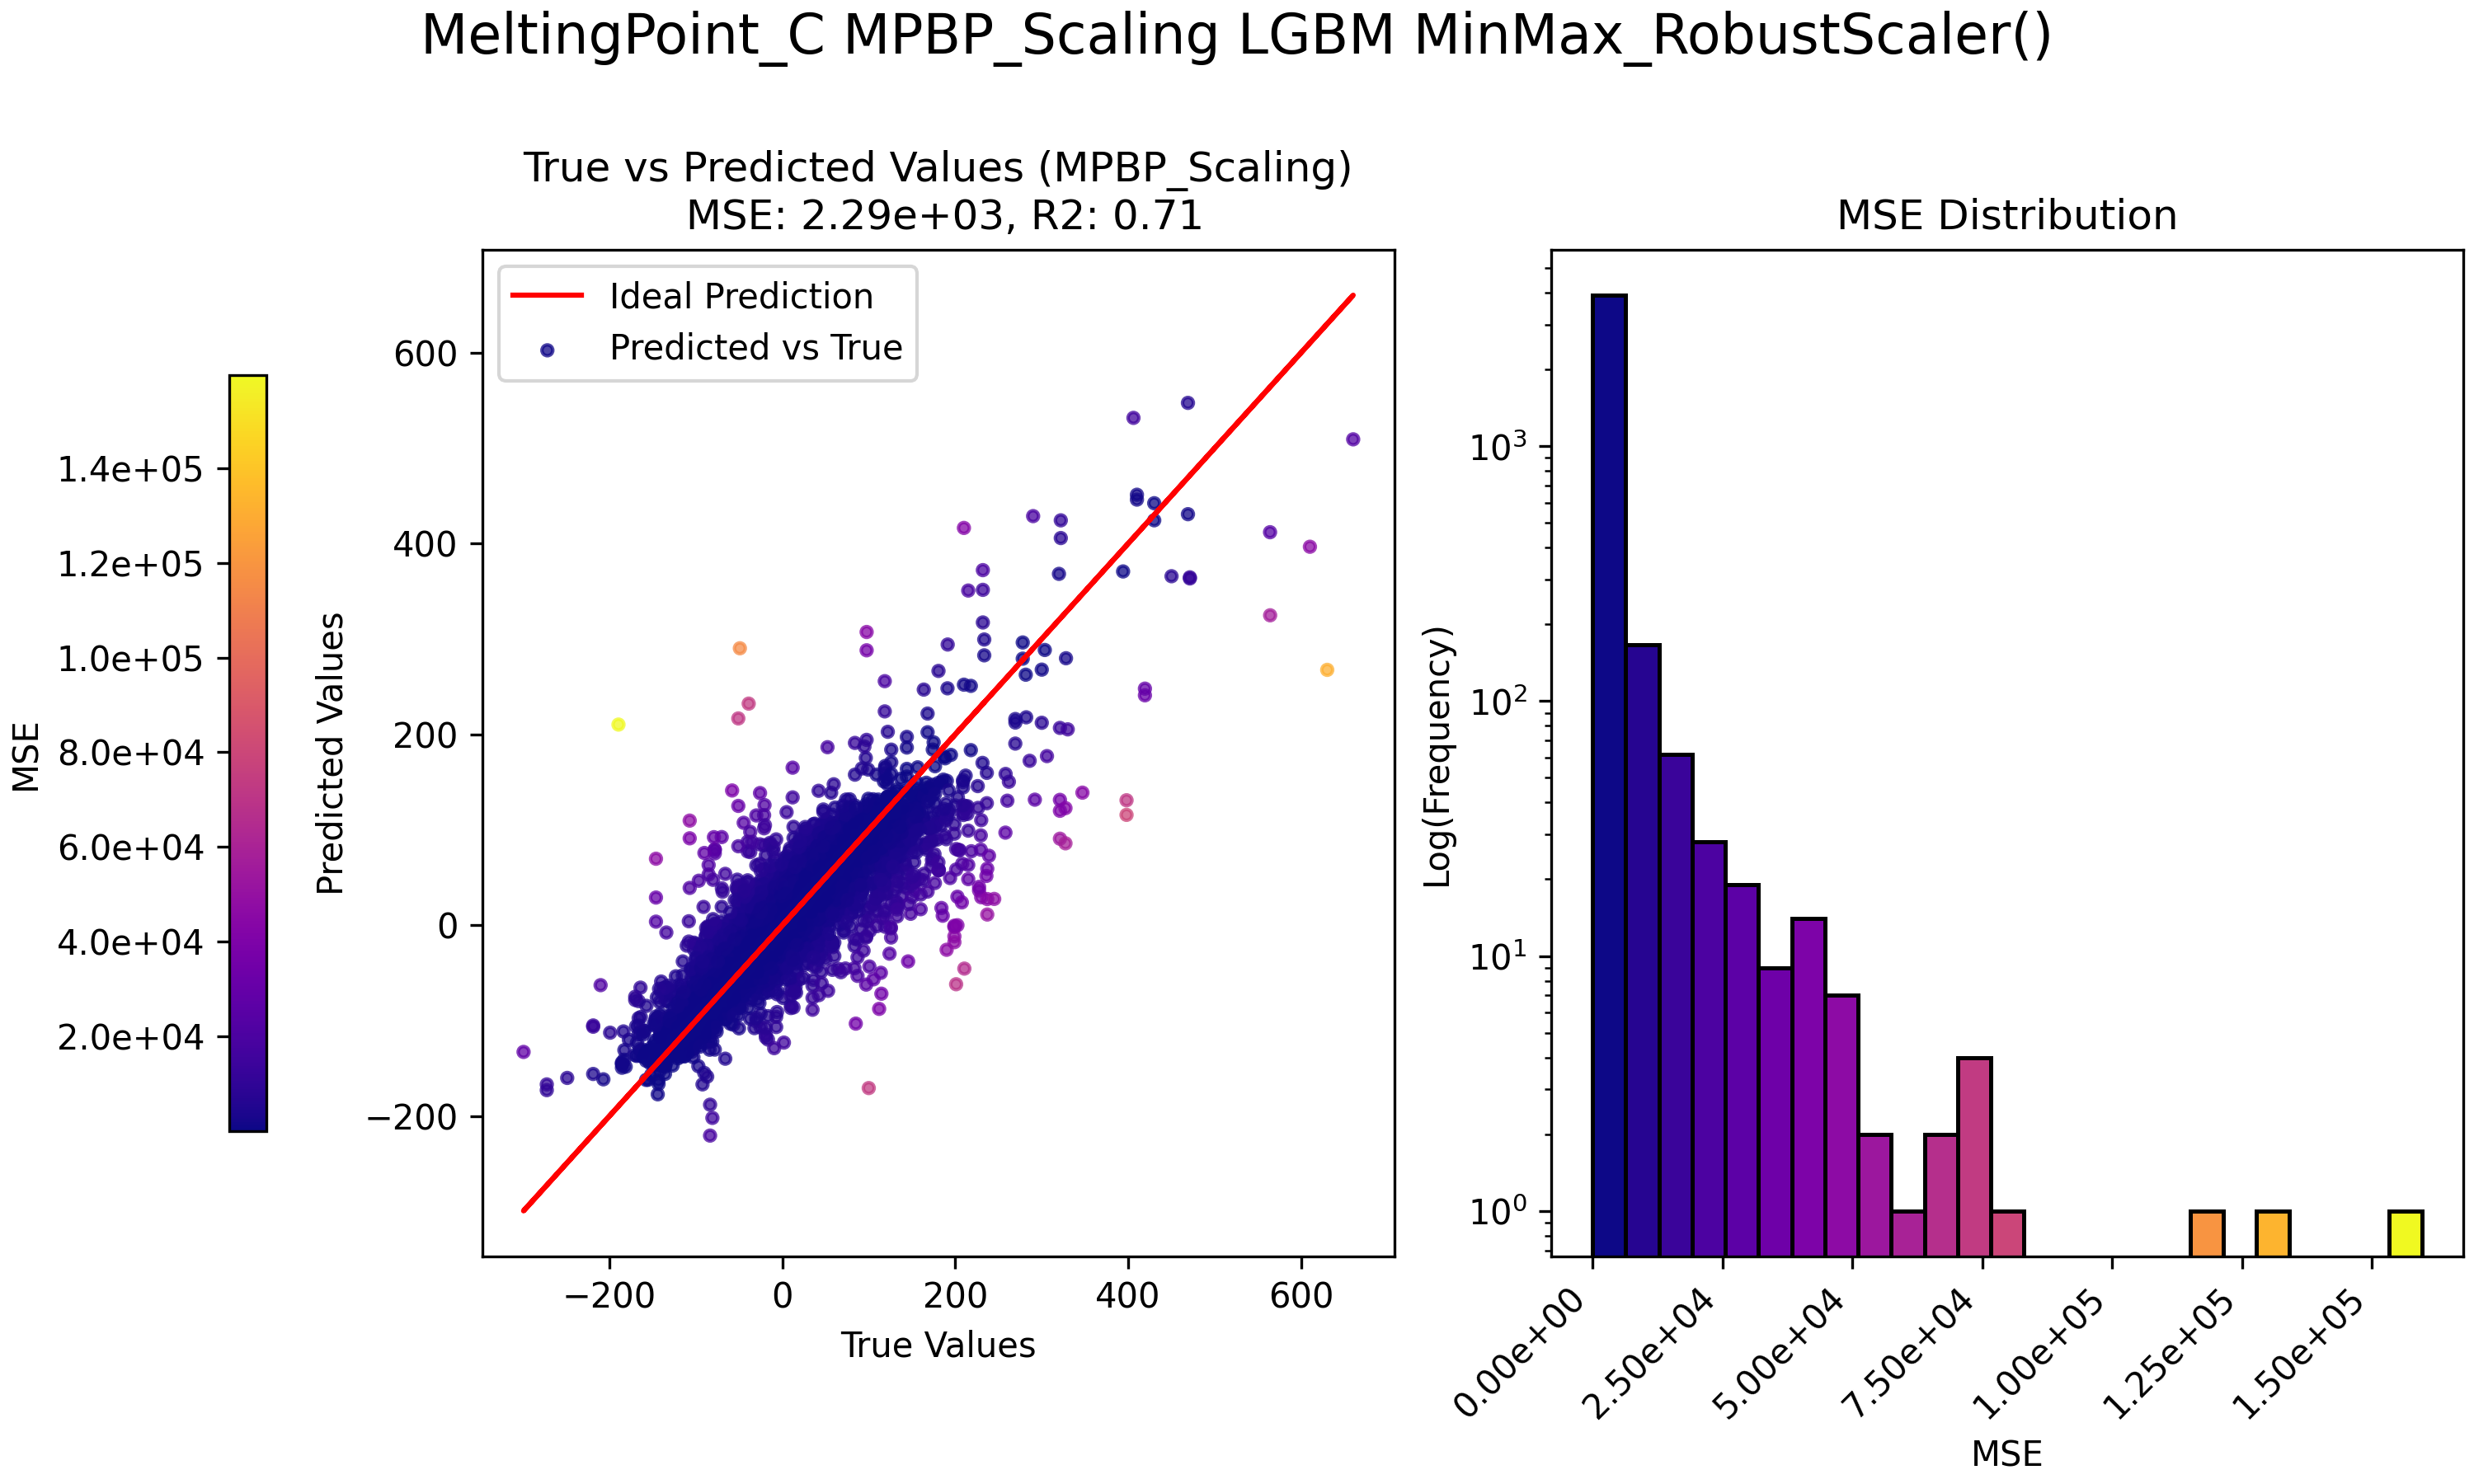 MeltingPoint_C MPBP_Scaling LGBM MinMax_RobustScaler()
MSE
1.4e+05
1.2e+05
1.0e+05
8.0e+04
6.0e+04
4.0e+04
2.0e+04
True vs Predicted Values (MPBP_Scaling)
MSE: 2.29e+03, R2: 0.71
Ideal Prediction
Predicted vs True
Predicted Values
600
400
200
0
−200
−200
0
200
400
600
True Values
MSE Distribution
Log(Frequency)
10³
10²
10¹
10⁰
0.00e+00
2.50e+04
5.00e+04
7.50e+04
1.00e+05
1.25e+05
1.50e+05
MSE